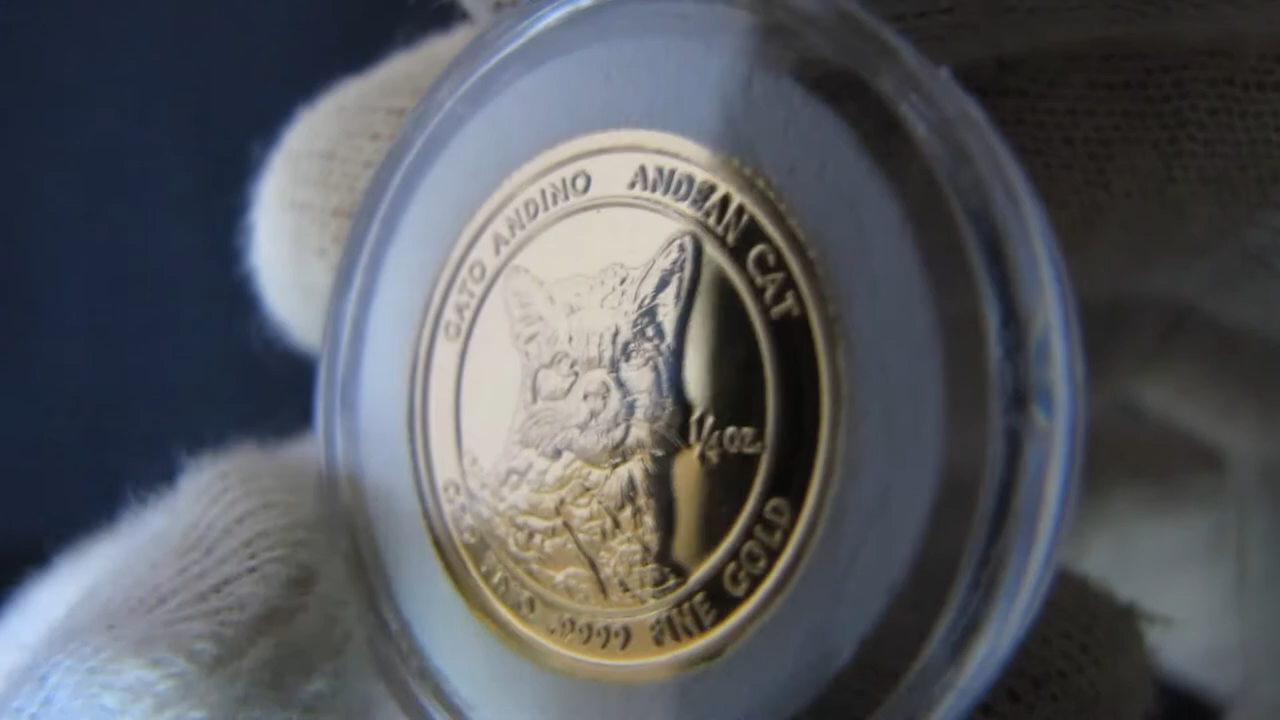 GATO ANDINO ANDEAN CAT
1/4 OZ.
.9999 FINE GOLD